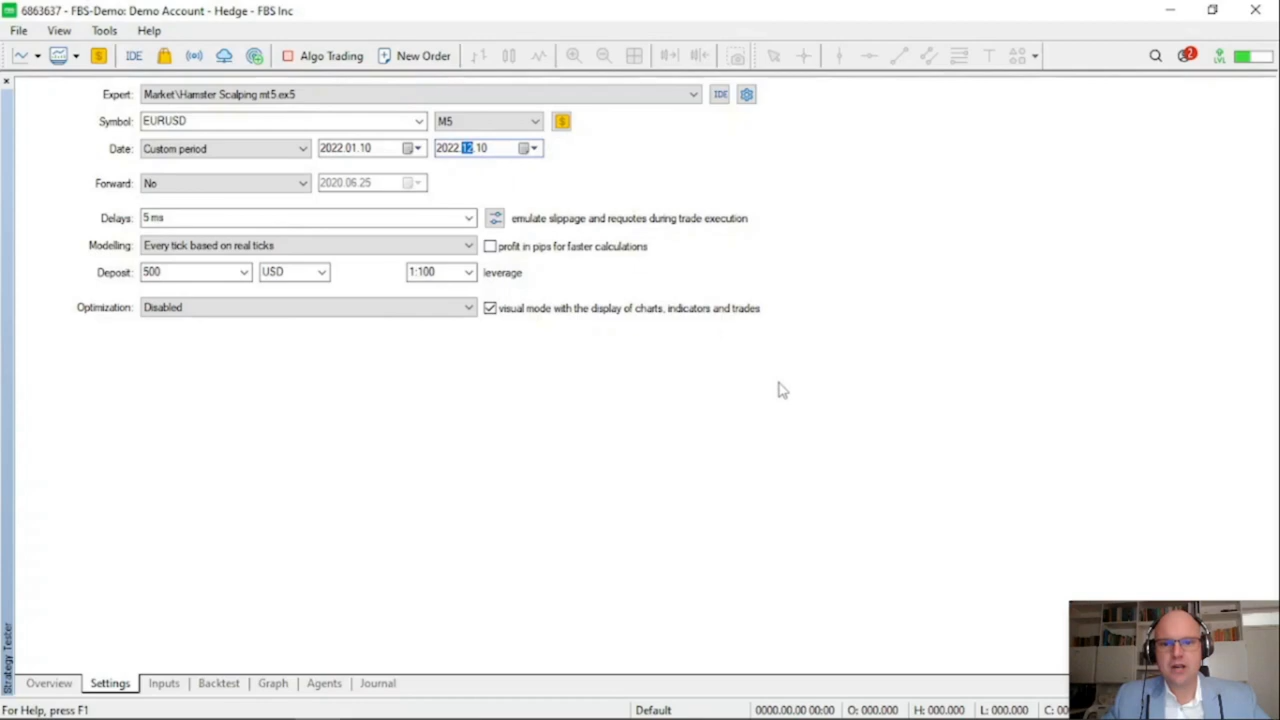 6863637 - FBS-Demo: Demo Account - Hedge - FBS Inc
File View Tools Help
IDE Algo Trading New Order 2
Expert: Market\Hamster Scalping mt5.ex5 IDE
Symbol: EURUSD M5
Date: Custom period 2022.01.10 2022.12.10
Forward: No 2020.06.25
Delays: 5 ms emulate slippage and requotes during trade execution
Modelling: Every tick based on real ticks profit in pips for faster calculations
Deposit: 500 USD 1:100 leverage
Optimization: Disabled visual mode with the display of charts, indicators and trades
Strategy Tester
Overview Settings Inputs Backtest Graph Agents Journal
For Help, press F1 Default 0000.00.00 00:00 O: 000.000 H: 000.000 L: 000.000 C: 00